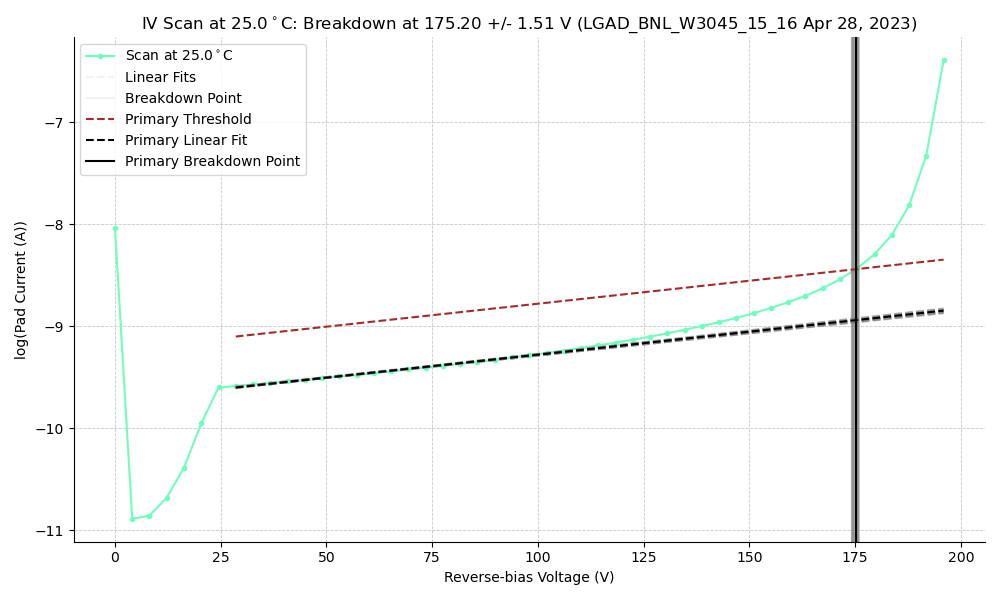 IV Scan at 25.0°C: Breakdown at 175.20 +/- 1.51 V (LGAD_BNL_W3045_15_16 Apr 28, 2023)
Scan at 25.0°C
Linear Fits
Breakdown Point
Primary Threshold
Primary Linear Fit
Primary Breakdown Point
log(Pad Current (A))
−7
−8
−9
−10
−11
0 25 50 75 100 125 150 175 200
Reverse-bias Voltage (V)